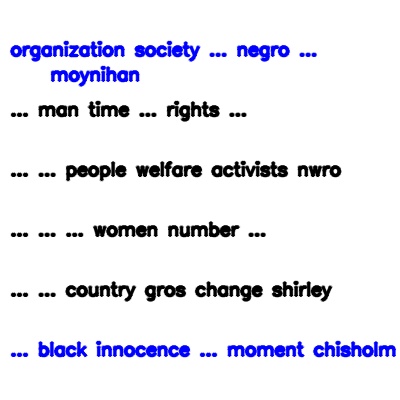 organization society ... negro ...
moynihan
... man time ... rights ...
... ... people welfare activists nwro
... ... ... women number ...
... ... country gros change shirley
... black innocence ... moment chisholm